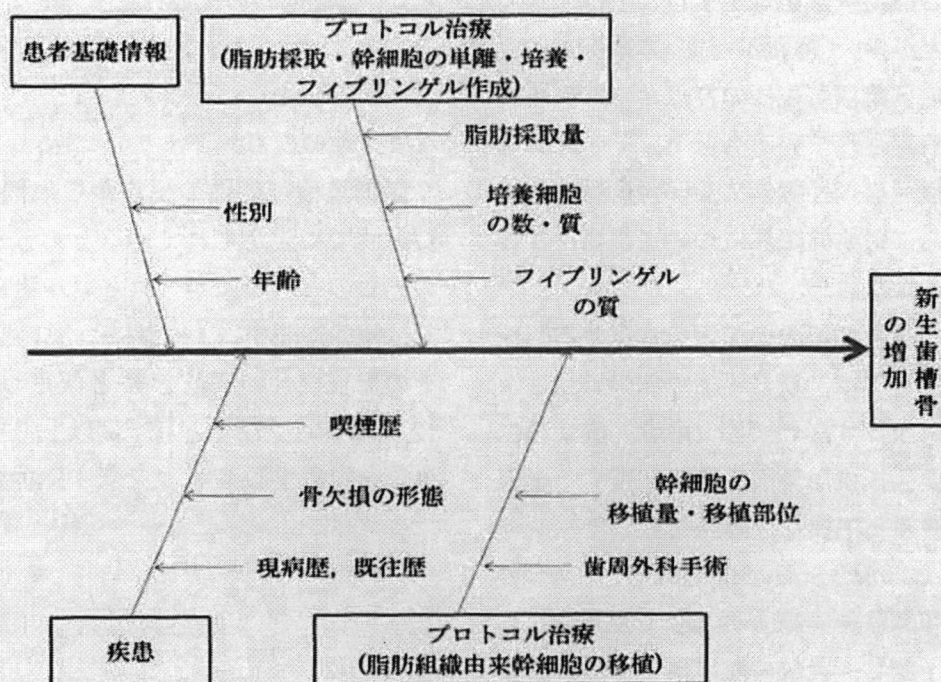 患者基礎情報
プロトコル治療
(脂肪採取・幹細胞の単離・培養・
フィブリンゲル作成)
脂肪採取量
性別
培養細胞
の数・質
年齢
フィブリンゲル
の質
新生歯槽骨
の増加
喫煙歴
骨欠損の形態
幹細胞の
移植量・移植部位
現病歴，既往歴
歯周外科手術
疾患
プロトコル治療
(脂肪組織由来幹細胞の移植)